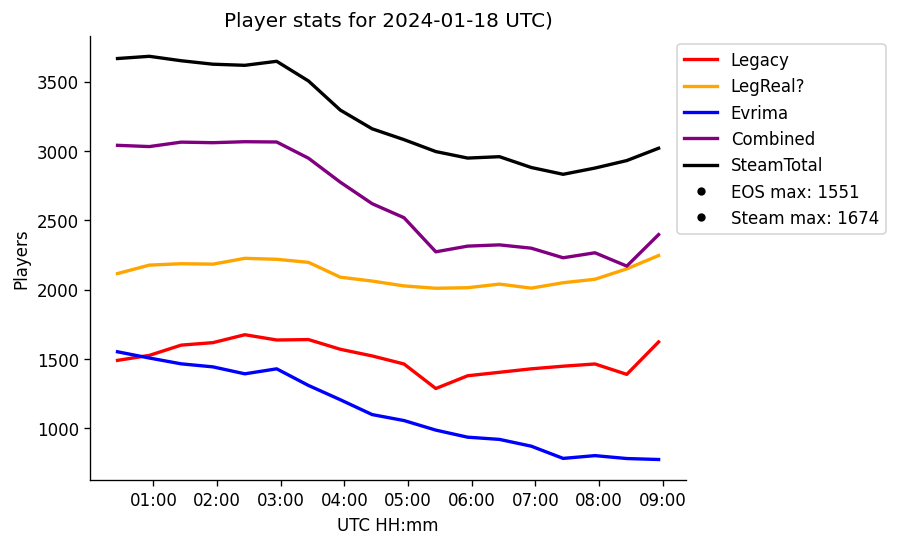 Player stats for 2024-01-18 UTC)
Players
3500
3000
2500
2000
1500
1000
01:00 02:00 03:00 04:00 05:00 06:00 07:00 08:00 09:00
UTC HH:mm
Legacy
LegReal?
Evrima
Combined
SteamTotal
EOS max: 1551
Steam max: 1674